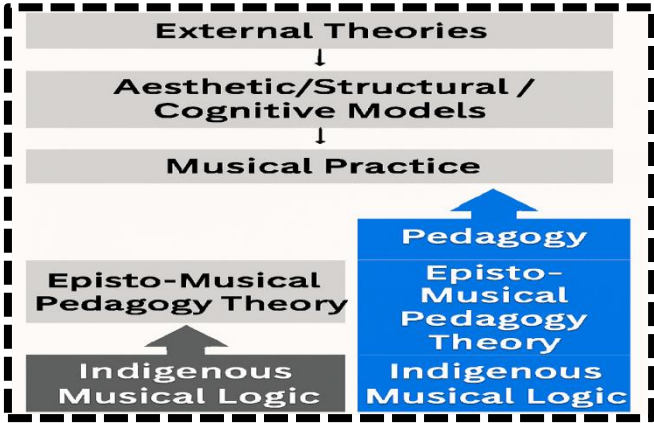 External Theories
Aesthetic/Structural /
Cognitive Models
Musical Practice
Episto-Musical
Pedagogy Theory
Indigenous
Musical Logic
Pedagogy
Episto-
Musical
Pedagogy
Theory
Indigenous
Musical Logic